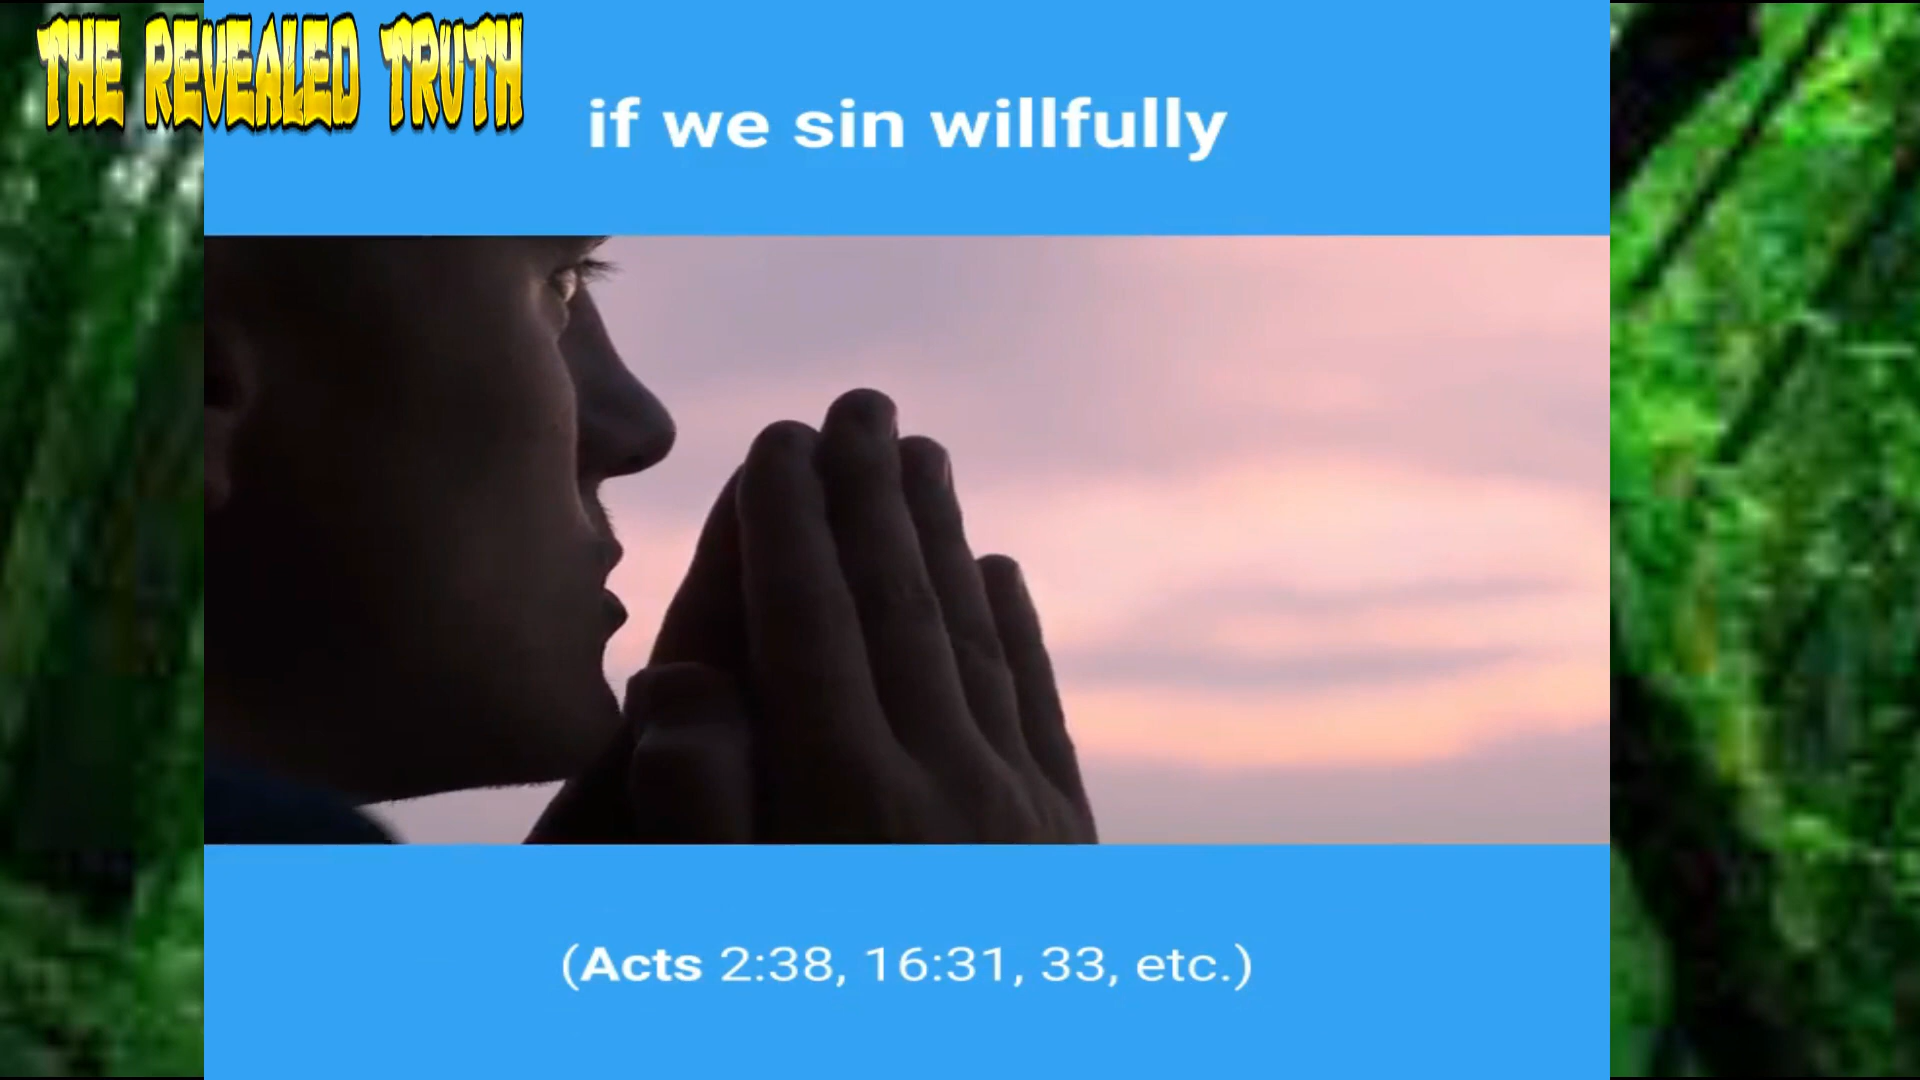 THE REVEALED TRUTH
if we sin willfully
(Acts 2:38, 16:31, 33, etc.)